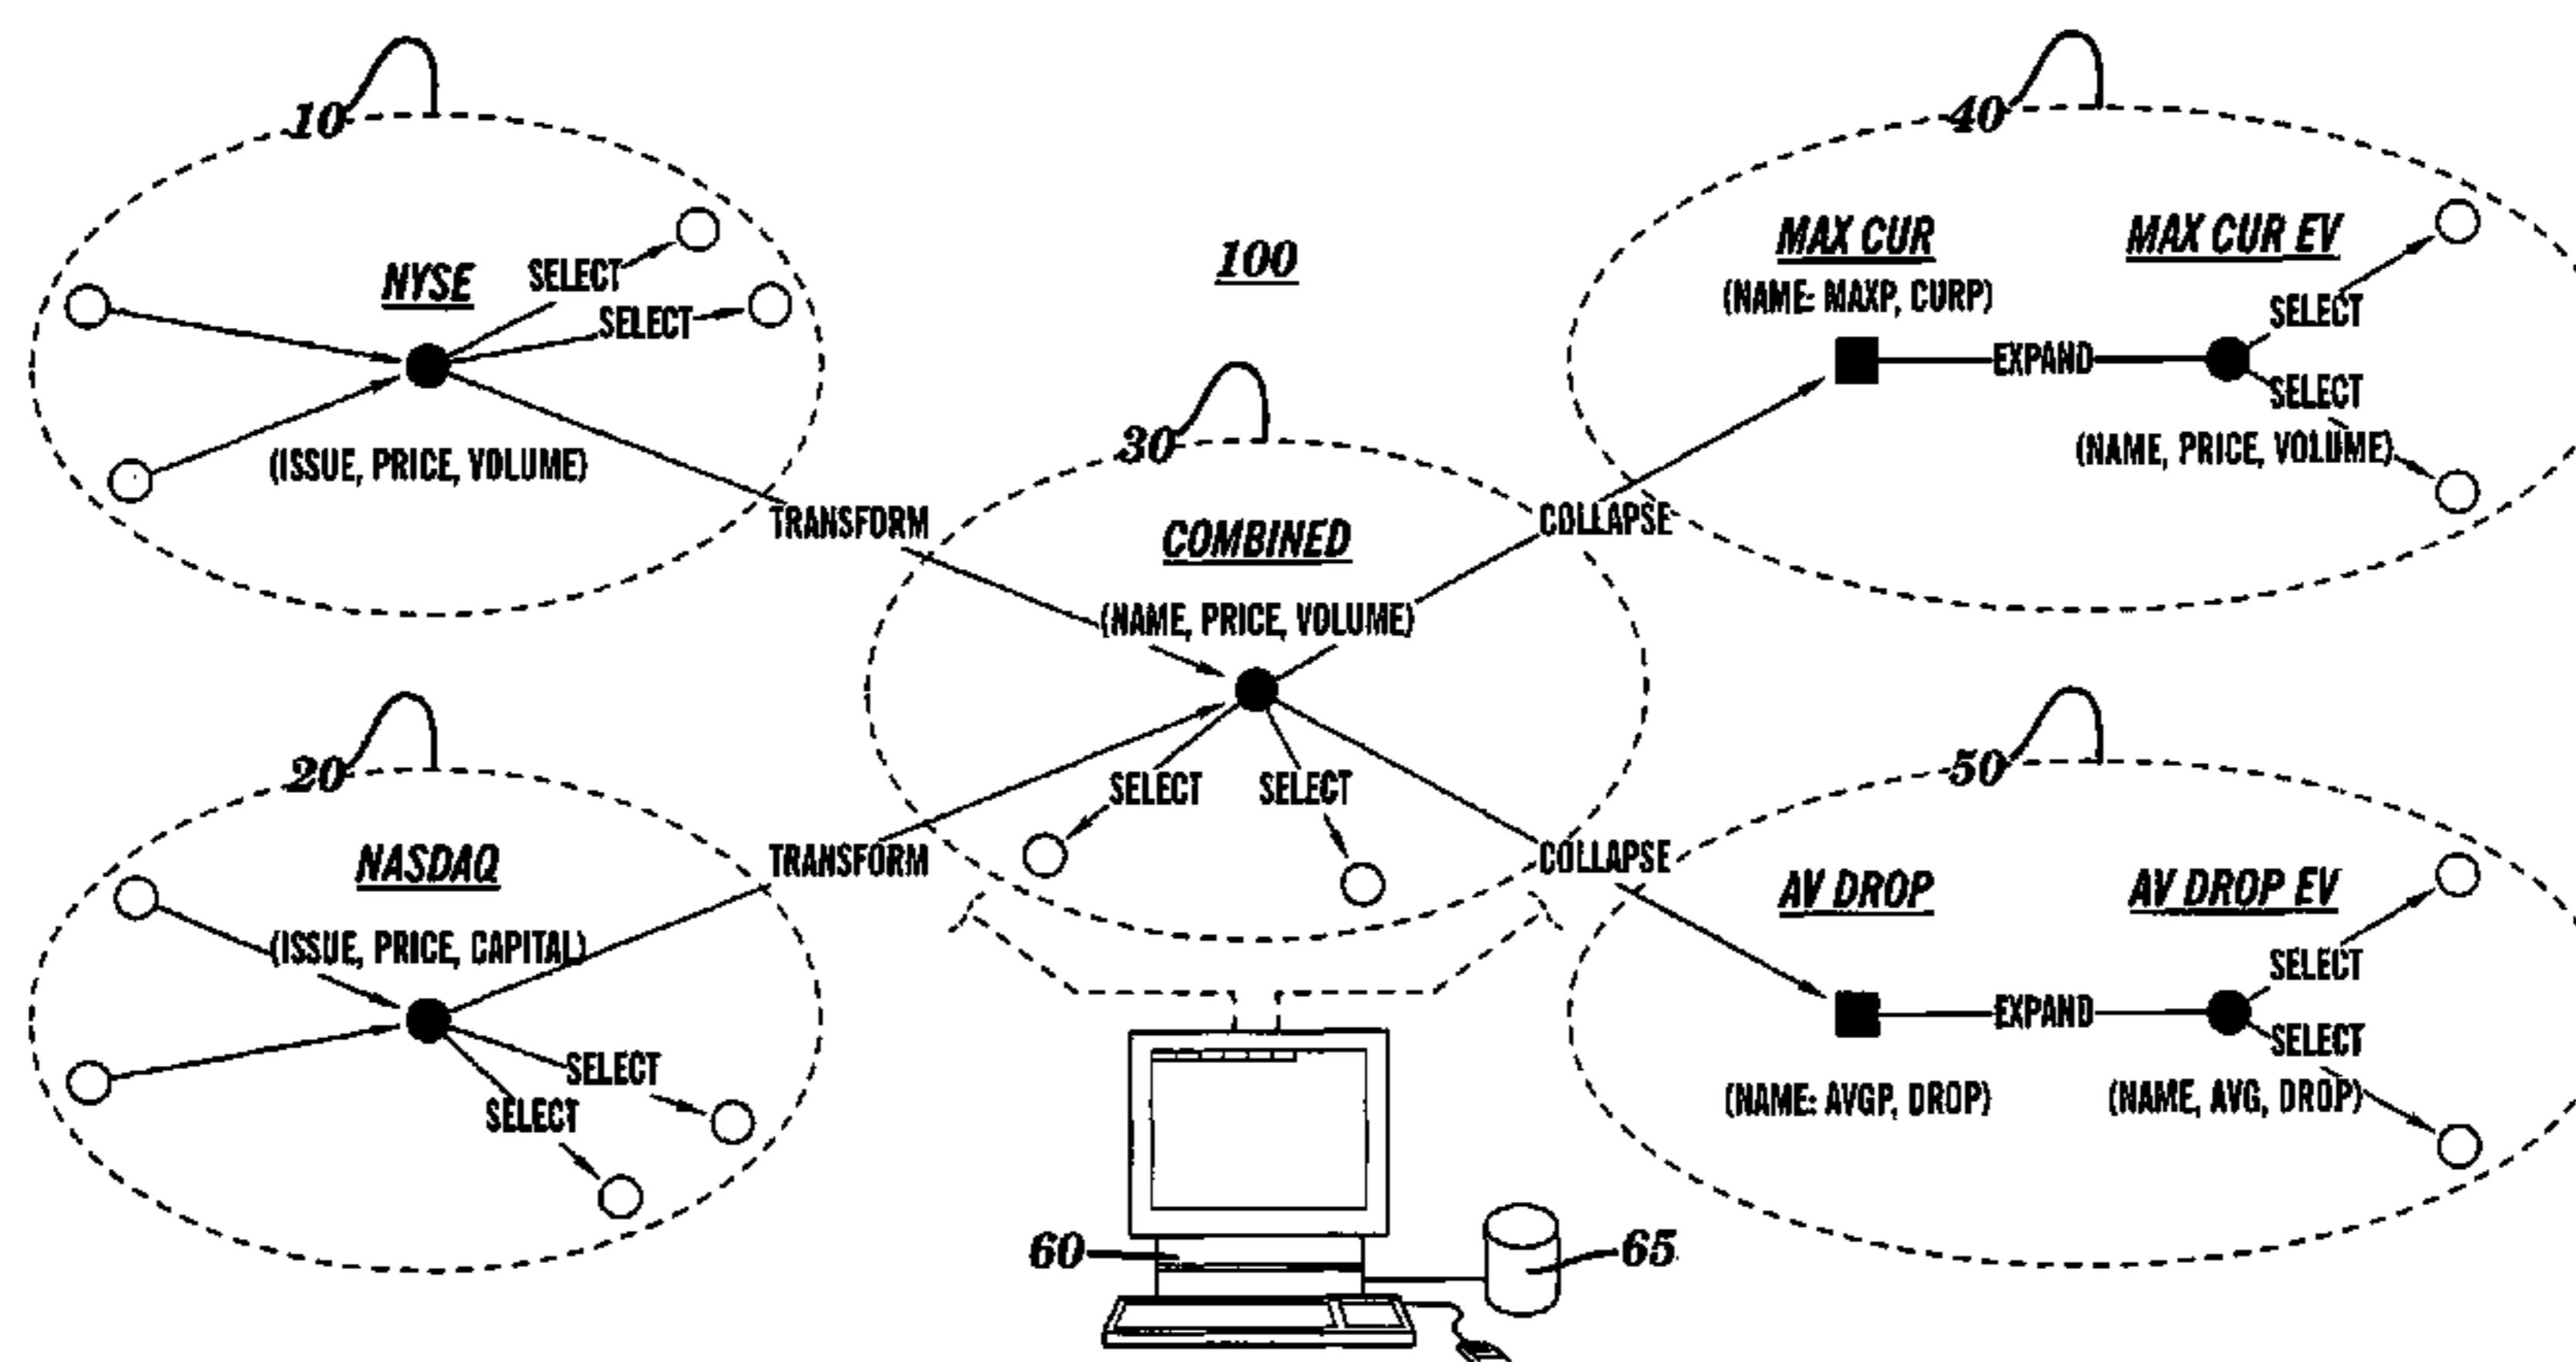 10
NYSE
SELECT
SELECT
(ISSUE, PRICE, VOLUME)
TRANSFORM
20
NASDAQ
(ISSUE, PRICE, CAPITAL)
TRANSFORM
SELECT
SELECT
100
30
COMBINED
(NAME, PRICE, VOLUME)
SELECT
SELECT
COLLAPSE
COLLAPSE
40
MAX CUR
MAX CUR EV
(NAME: MAXP, CURP)
SELECT
EXPAND
SELECT
(NAME, PRICE, VOLUME)
50
AV DROP
AV DROP EV
SELECT
EXPAND
SELECT
(NAME: AVGP, DROP)
(NAME, AVG, DROP)
60
65